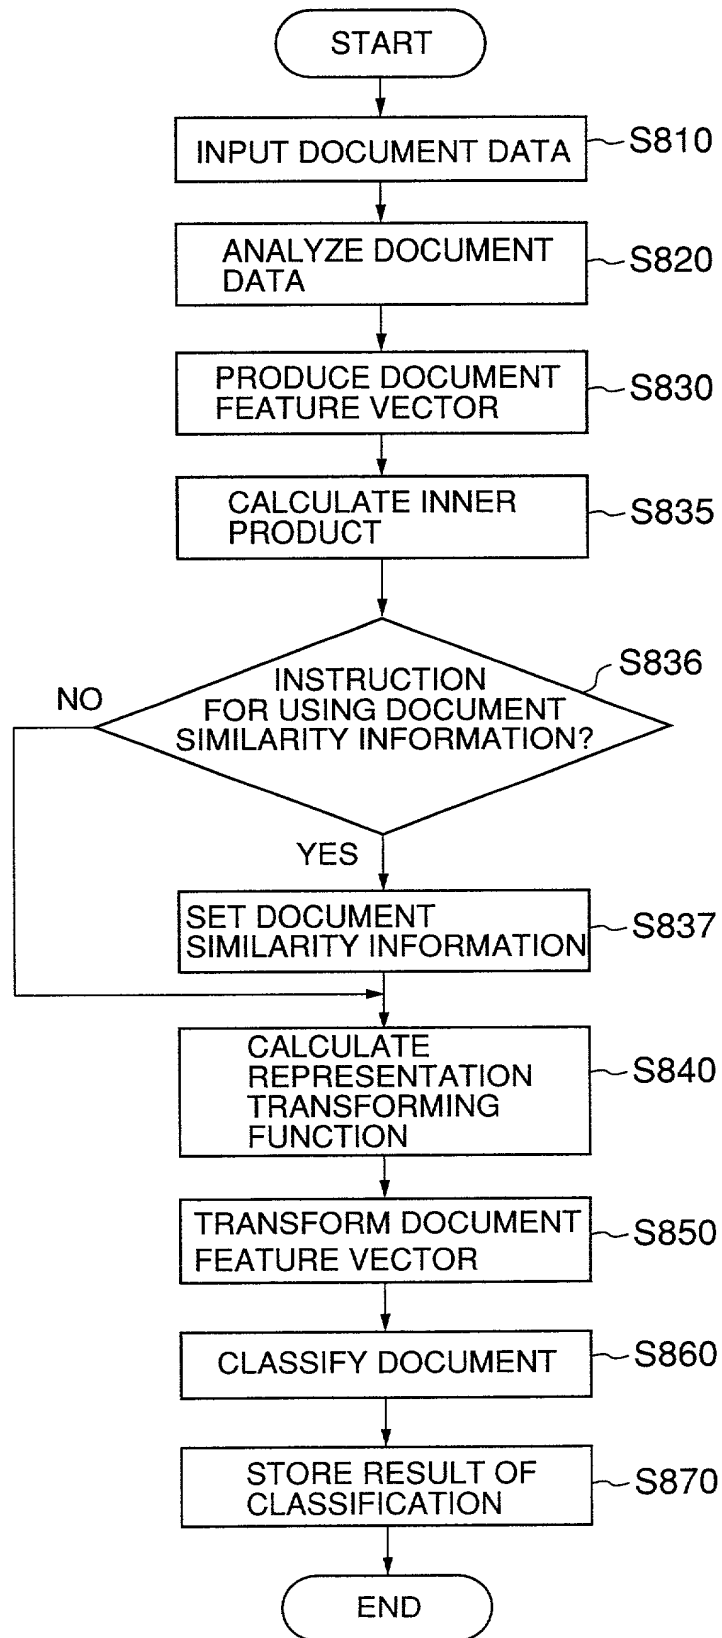 START
INPUT DOCUMENT DATA
S810
ANALYZE DOCUMENT
DATA
S820
PRODUCE DOCUMENT
FEATURE VECTOR
S830
CALCULATE INNER
PRODUCT
S835
INSTRUCTION
FOR USING DOCUMENT
SIMILARITY INFORMATION?
S836
NO
YES
SET DOCUMENT
SIMILARITY INFORMATION
S837
CALCULATE
REPRESENTATION
TRANSFORMING
FUNCTION
S840
TRANSFORM DOCUMENT
FEATURE VECTOR
S850
CLASSIFY DOCUMENT
S860
STORE RESULT OF
CLASSIFICATION
S870
END